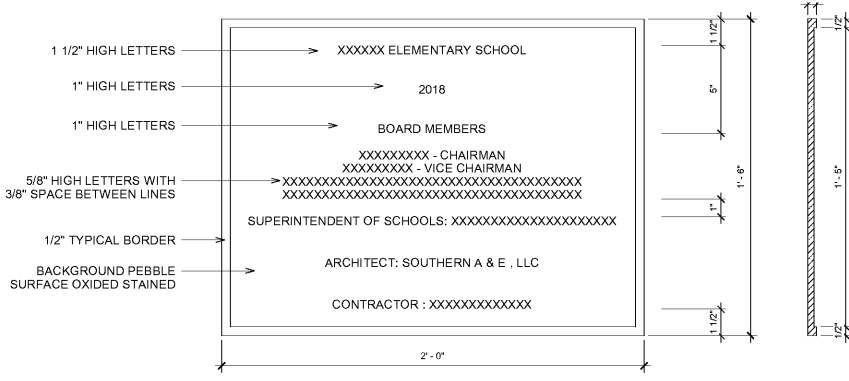 1 1/2" HIGH LETTERS
1" HIGH LETTERS
1" HIGH LETTERS
5/8" HIGH LETTERS WITH
3/8" SPACE BETWEEN LINES
1/2" TYPICAL BORDER
BACKGROUND PEBBLE
SURFACE OXIDED STAINED
XXXXXX ELEMENTARY SCHOOL
2018
BOARD MEMBERS
XXXXXXXXX - CHAIRMAN
XXXXXXXXX - VICE CHAIRMAN
XXXXXXXXXXXXXXXXXXXXXXXXXXXXXXXXXXXXXX
XXXXXXXXXXXXXXXXXXXXXXXXXXXXXXXXXXXXXX
SUPERINTENDENT OF SCHOOLS: XXXXXXXXXXXXXXXXXXXXX
ARCHITECT: SOUTHERN A & E , LLC
CONTRACTOR : XXXXXXXXXXXXX
2' - 0"
1 1/2"
5"
1"
1 1/2"
1' - 6"
1/2"
1' - 5"
1/2"